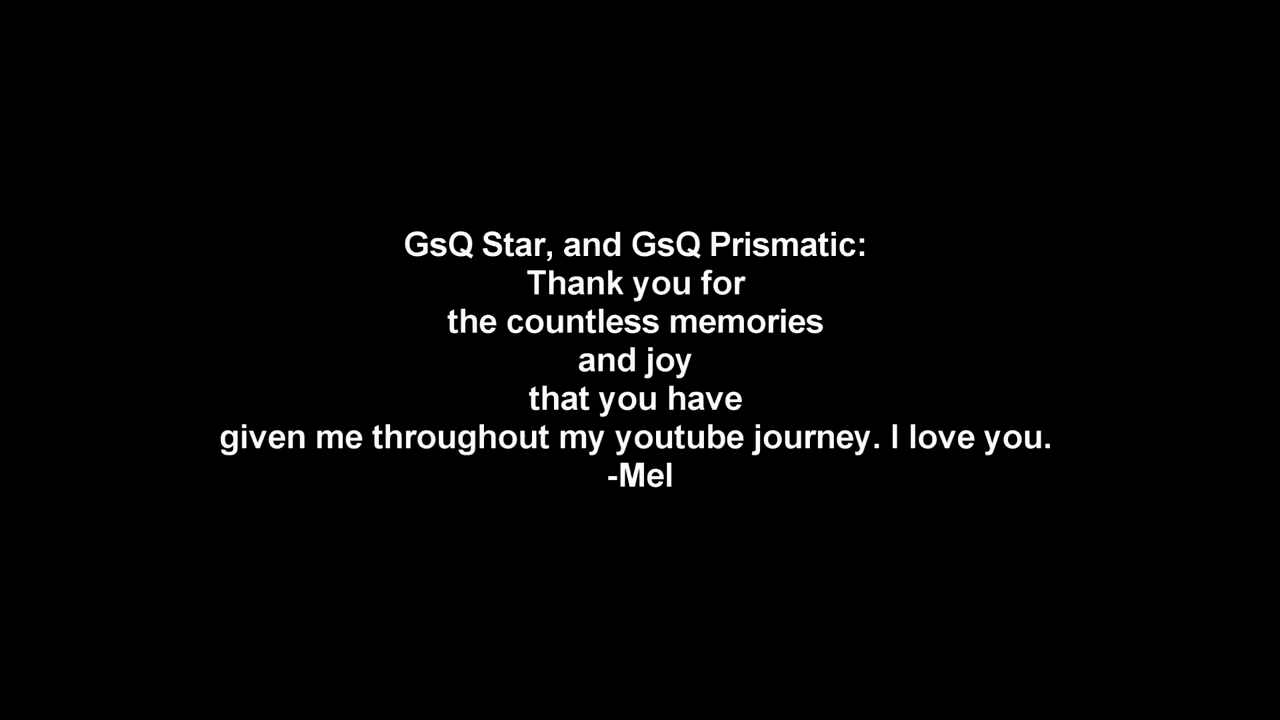 GsQ Star, and GsQ Prismatic:
Thank you for
the countless memories
and joy
that you have
given me throughout my youtube journey. I love you.
-Mel